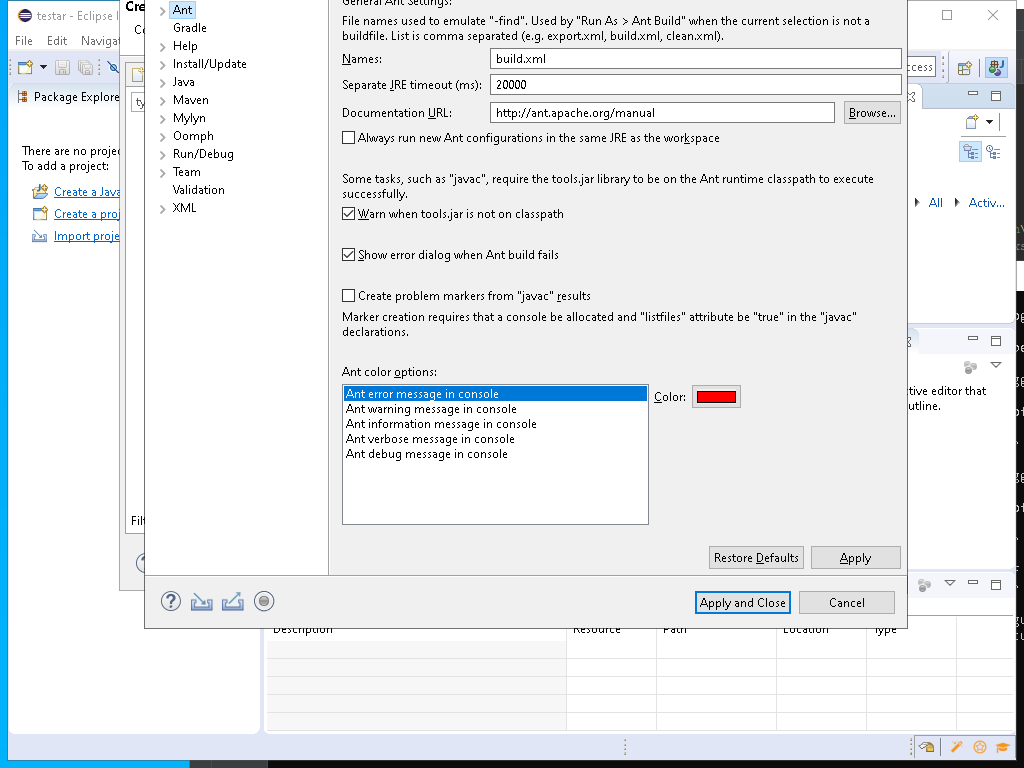 testar - Eclipse I
Cre
File Edit Navigat
Co
Package Explore
ty
There are no projec
To add a project:
Create a Java
Create a proj
Import proje
Filt
Ant
Gradle
Help
Install/Update
Java
Maven
Mylyn
Oomph
Run/Debug
Team
Validation
XML
General Ant Settings:
File names used to emulate "-find". Used by "Run As > Ant Build" when the current selection is not a
buildfile. List is comma separated (e.g. export.xml, build.xml, clean.xml).
Names: build.xml
Separate JRE timeout (ms): 20000
Documentation URL: http://ant.apache.org/manual Browse...
Always run new Ant configurations in the same JRE as the workspace
Some tasks, such as "javac", require the tools.jar library to be on the Ant runtime classpath to execute
successfully.
Warn when tools.jar is not on classpath
Show error dialog when Ant build fails
Create problem markers from "javac" results
Marker creation requires that a console be allocated and "listfiles" attribute be "true" in the "javac"
declarations.
Ant color options:
Ant error message in console
Ant warning message in console
Ant information message in console
Ant verbose message in console
Ant debug message in console
Color:
Restore Defaults Apply
Apply and Close Cancel
cess
All Activ...
tive editor that
utline.
Description Resource Path Location Type